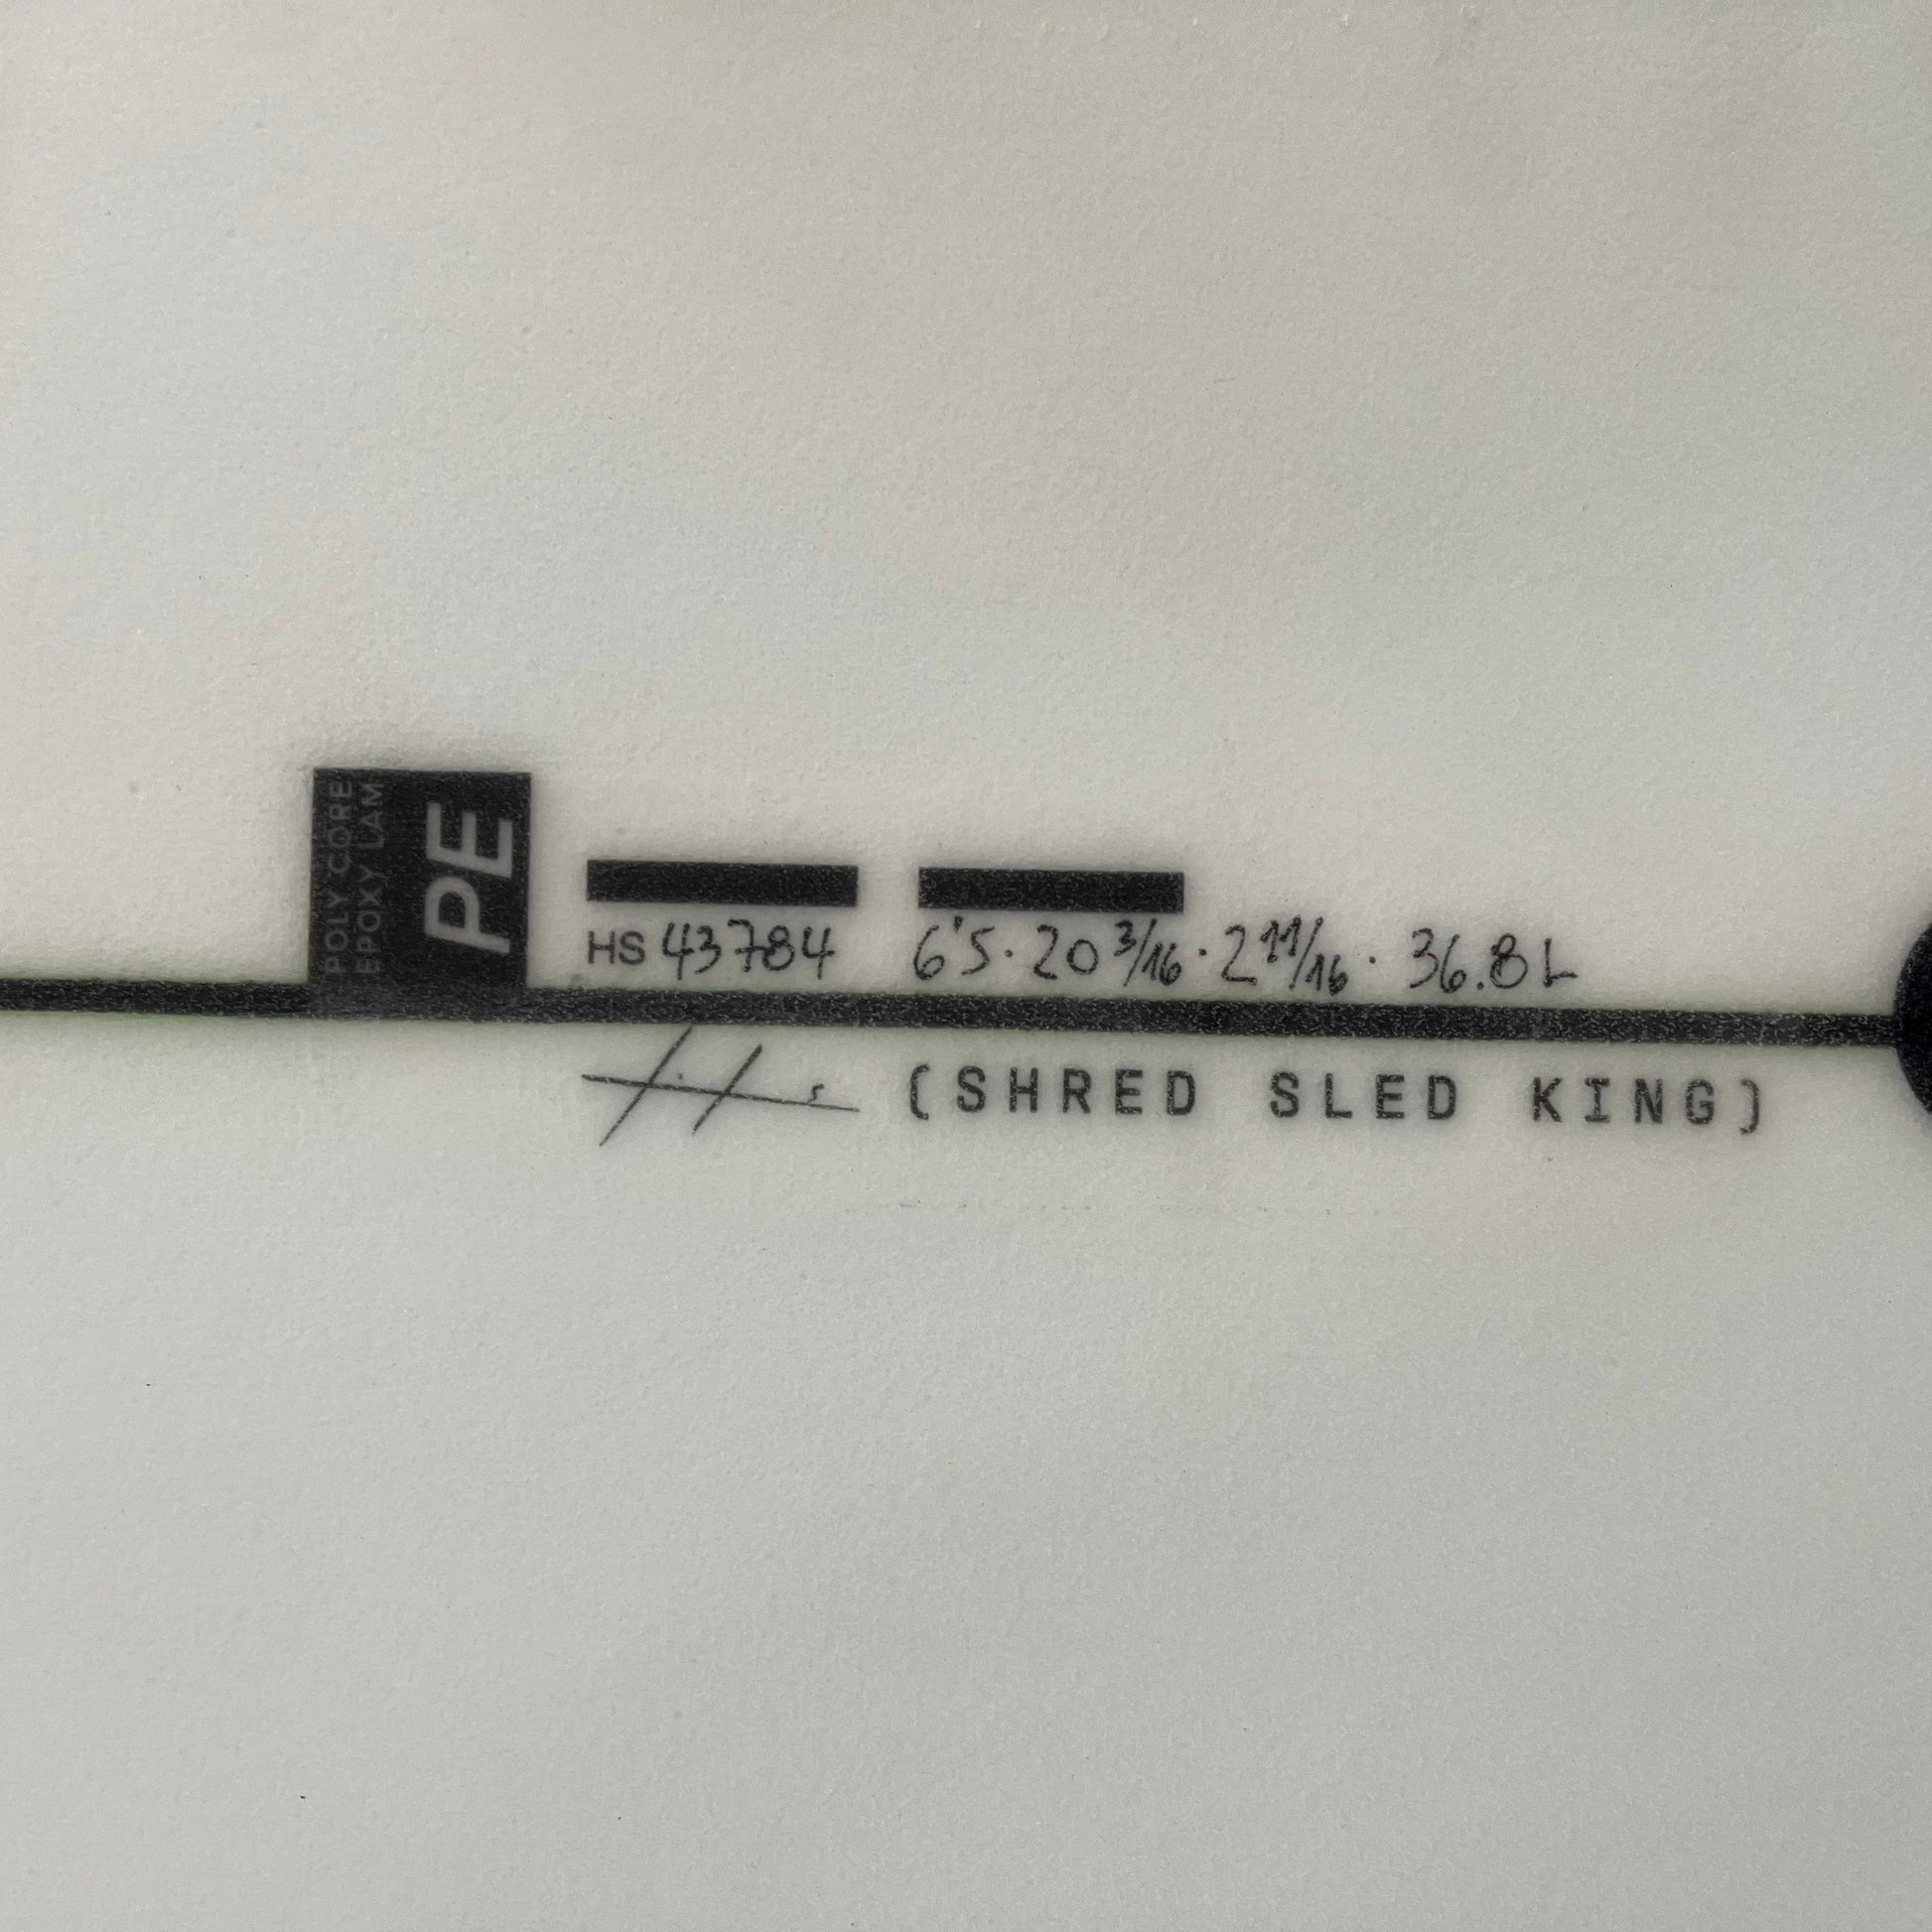 POLY CORE
EPOXY LAM
PE
HS 43784 6'5 · 20 3/16 · 2 11/16 · 36.8L
(SHRED SLED KING)